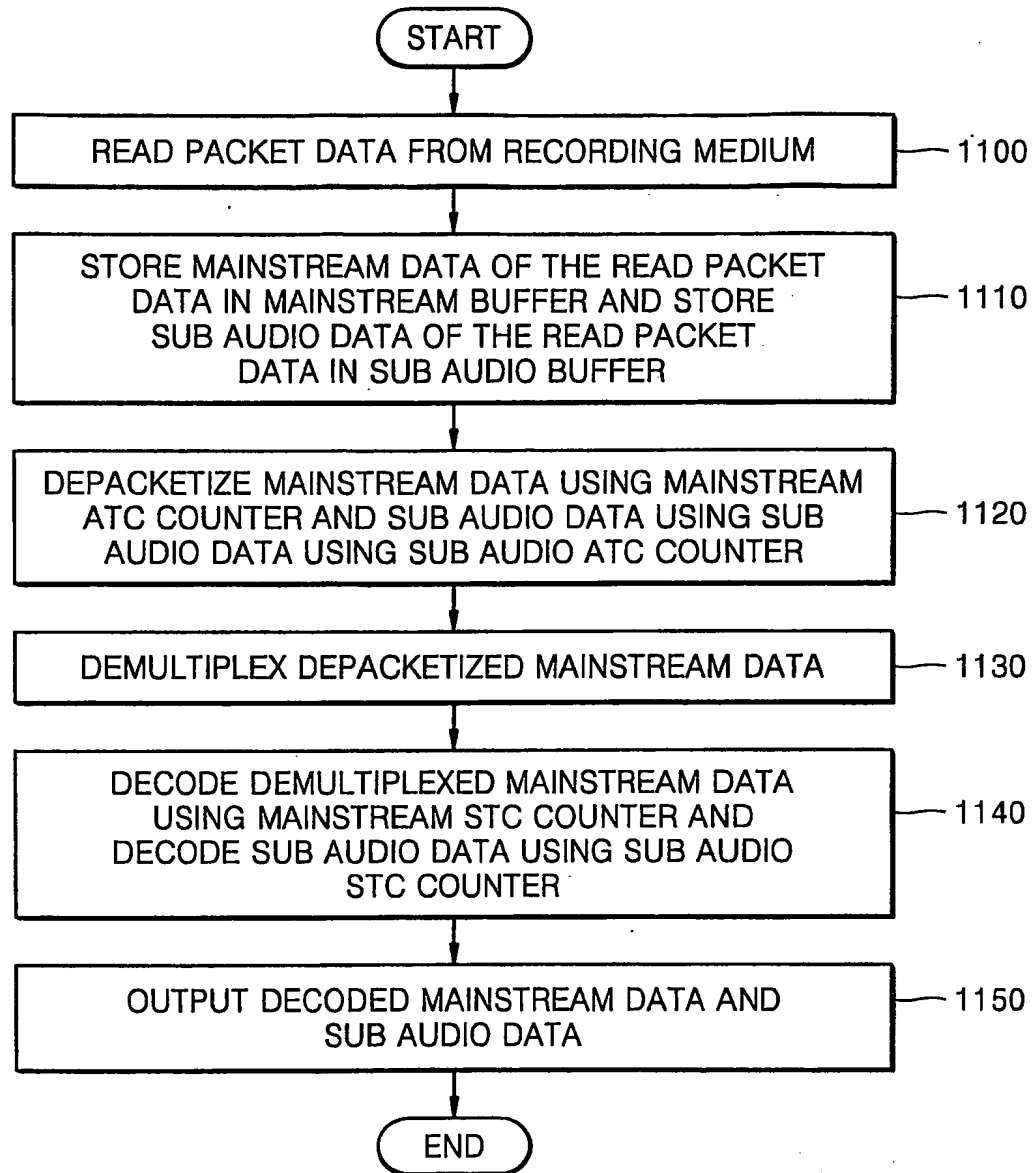 START
READ PACKET DATA FROM RECORDING MEDIUM
1100
STORE MAINSTREAM DATA OF THE READ PACKET
DATA IN MAINSTREAM BUFFER AND STORE
SUB AUDIO DATA OF THE READ PACKET
DATA IN SUB AUDIO BUFFER
1110
DEPACKETIZE MAINSTREAM DATA USING MAINSTREAM
ATC COUNTER AND SUB AUDIO DATA USING SUB
AUDIO DATA USING SUB AUDIO ATC COUNTER
1120
DEMULTIPLEX DEPACKETIZED MAINSTREAM DATA
1130
DECODE DEMULTIPLEXED MAINSTREAM DATA
USING MAINSTREAM STC COUNTER AND
DECODE SUB AUDIO DATA USING SUB AUDIO
STC COUNTER
1140
OUTPUT DECODED MAINSTREAM DATA AND
SUB AUDIO DATA
1150
END